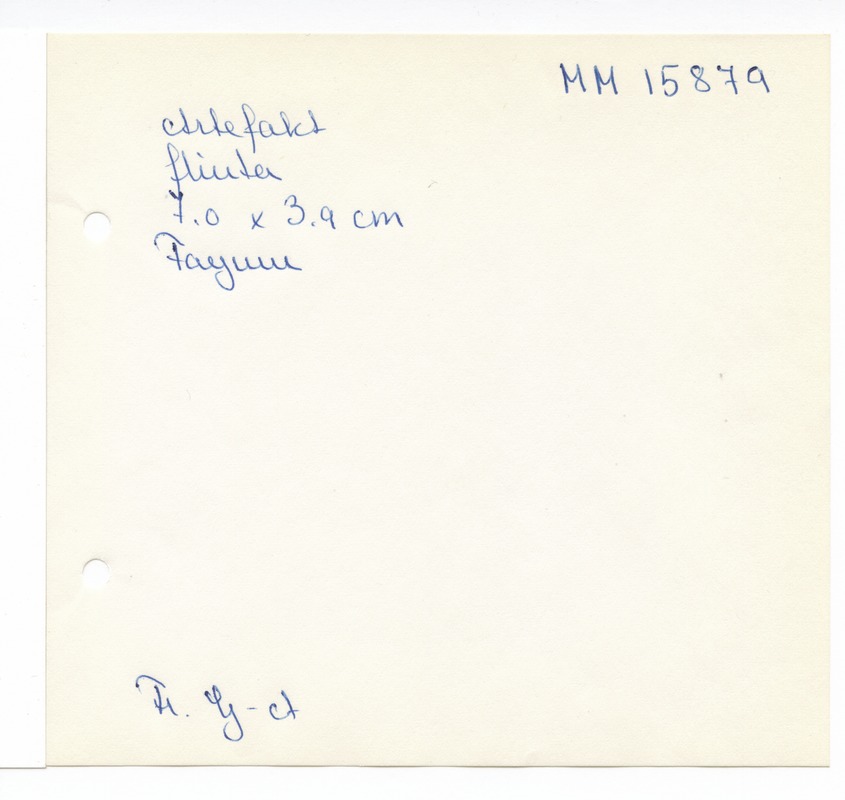 MM 15879
Artefakt
flinta
7.0 x 3.9 cm
Fayum